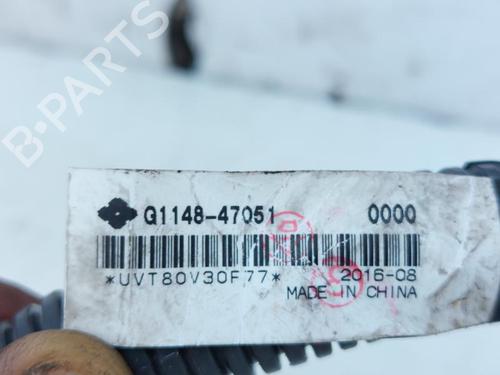 B-PARTS
G1148-47051 0000
*UVT80V30F77* 2016-08
MADE IN CHINA